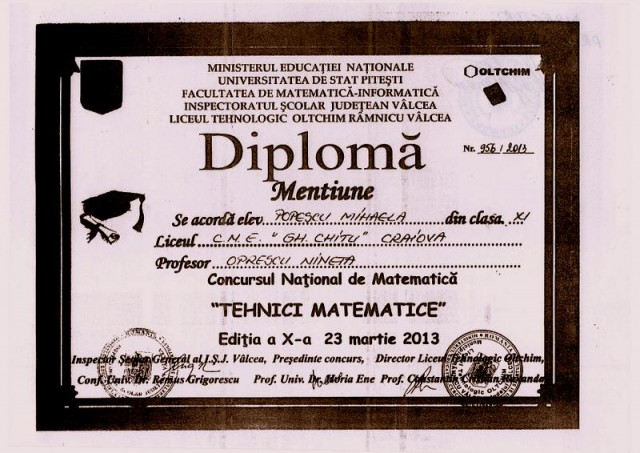 MINISTERUL EDUCAȚIEI NAȚIONALE
UNIVERSITATEA DE STAT PITEȘTI
FACULTATEA DE MATEMATICĂ-INFORMATICĂ
INSPECTORATUL ȘCOLAR JUDEȚEAN VÂLCEA
LICEUL TEHNOLOGIC OLTCHIM RÂMNICU VÂLCEA
OLTCHIM
Diplomă
Nr. 956 / 2013
Mentiune
Se acordă elev. POPESCU MIHAELA din clasa XI
Liceul C.M.E. "GH. CHIȚU" CRAIOVA
Profesor OPRESCU NINETA
Concursul Național de Matematică
"TEHNICI MATEMATICE"
Ediția a X-a 23 martie 2013
Inspector Școlar General al I.Ș.J. Vâlcea, Președinte concurs, Director Liceul Tehnologic Oltchim,
Conf. Univ. Dr. Remus Grigorescu Prof. Univ. Dr. Horia Ene Prof. Constantin Cristian